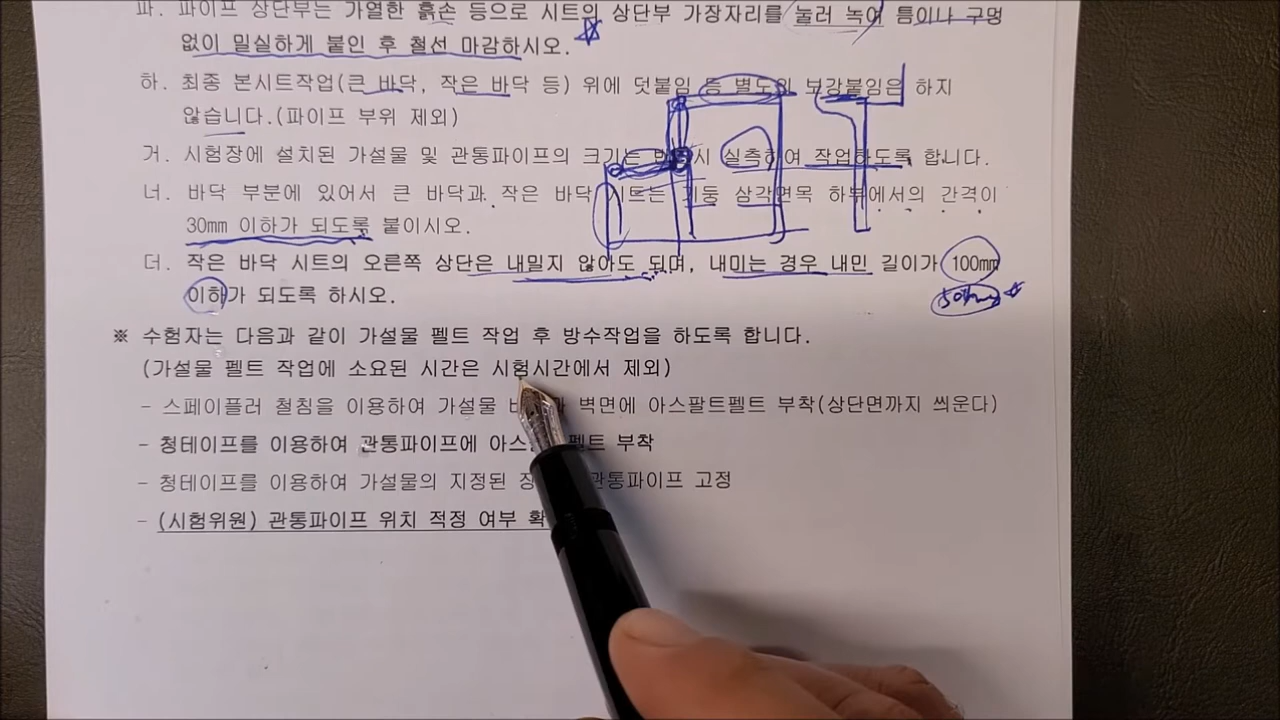 파. 파이프 상단부는 가열한 흙손 등으로 시트의 상단부 가장자리를 눌러 녹여 틈이나 구멍
없이 밀실하게 붙인 후 철선 마감하시오.
하. 최종 본시트작업(큰 바닥, 작은 바닥 등) 위에 덧붙임 등 별도의 보강붙임은 하지
않습니다.(파이프 부위 제외)
거. 시험장에 설치된 가설물 및 관통파이프의 크기는 실측하여 작업하도록 합니다.
너. 바닥 부분에 있어서 큰 바닥과 작은 바닥 시트는 기둥 삼각면목 하부에서의 간격이
30mm 이하가 되도록 붙이시오.
더. 작은 바닥 시트의 오른쪽 상단은 내밀지 않아도 되며, 내미는 경우 내민 길이가 100mm
이하가 되도록 하시오.
50mm
※ 수험자는 다음과 같이 가설물 펠트 작업 후 방수작업을 하도록 합니다.
(가설물 펠트 작업에 소요된 시간은 시험시간에서 제외)
- 스페이플러 철침을 이용하여 가설물 벽면에 아스팔트펠트 부착(상단면까지 씌운다)
- 청테이프를 이용하여 관통파이프에 펠트 부착
- 청테이프를 이용하여 가설물의 지정된 관통파이프 고정
- (시험위원) 관통파이프 위치 적정 여부